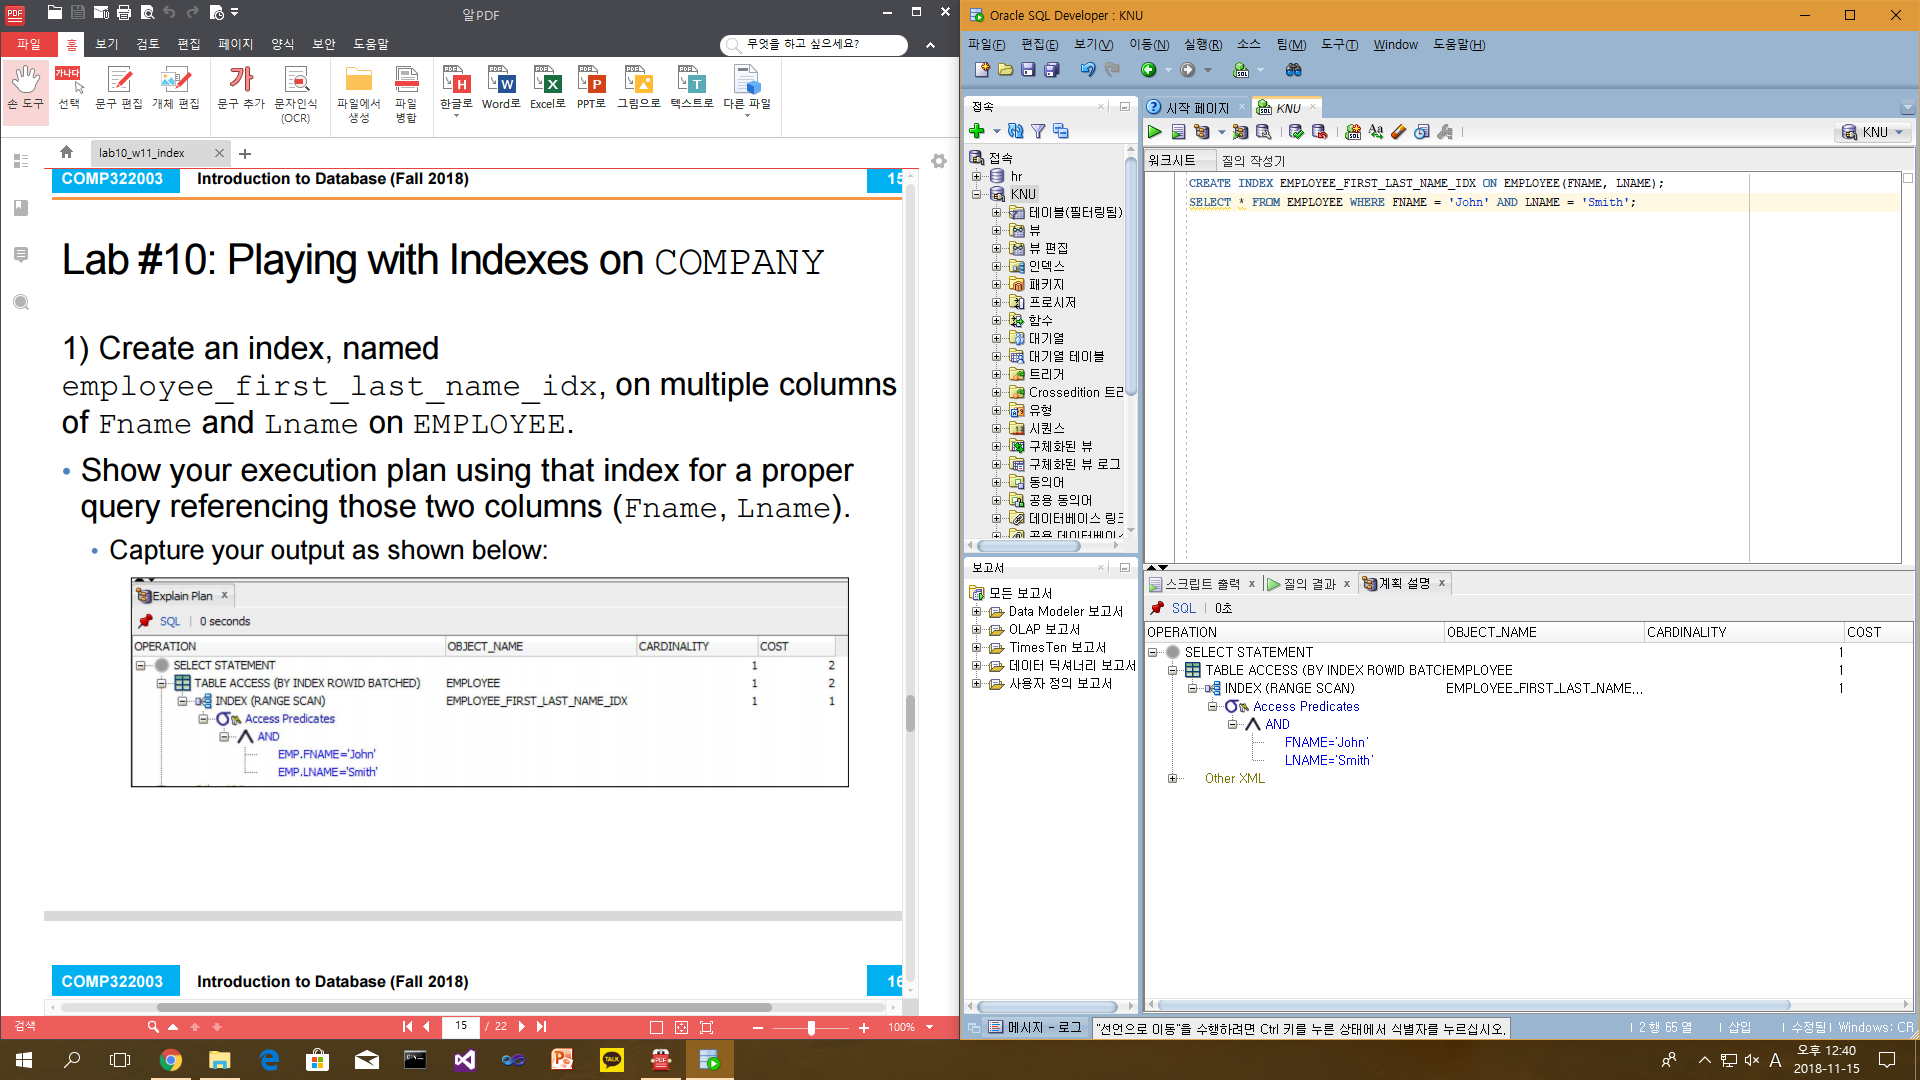 알PDF
파일 홈 보기 검토 편집 페이지 양식 보안 도움말
무엇을 하고 싶으세요?
손 도구 선택 문구 편집 개체 편집 문구 추가 문자인식 (OCR) 파일에서 생성 파일 병합 한글로 Word로 Excel로 PPT로 그림으로 텍스트로 다른 파일
lab10_w11_index
COMP322003 Introduction to Database (Fall 2018) 15
Lab #10: Playing with Indexes on COMPANY
1) Create an index, named
employee_first_last_name_idx, on multiple columns
of Fname and Lname on EMPLOYEE.
• Show your execution plan using that index for a proper
query referencing those two columns (Fname, Lname).
• Capture your output as shown below:
Explain Plan x
SQL | 0 seconds
OPERATION OBJECT_NAME CARDINALITY COST
SELECT STATEMENT 1 2
TABLE ACCESS (BY INDEX ROWID BATCHED) EMPLOYEE 1 2
INDEX (RANGE SCAN) EMPLOYEE_FIRST_LAST_NAME_IDX 1 1
Access Predicates
AND
EMP.FNAME='John'
EMP.LNAME='Smith'
COMP322003 Introduction to Database (Fall 2018) 16
검색 15 / 22 100%
Oracle SQL Developer : KNU
파일(F) 편집(E) 보기(V) 이동(N) 실행(R) 소스 팀(M) 도구(T) Window 도움말(H)
접속
접속
hr
KNU
테이블(필터링됨)
뷰
뷰 편집
인덱스
패키지
프로시저
함수
대기열
대기열 테이블
트리거
Crossedition 트리
유형
시퀀스
구체화된 뷰
구체화된 뷰 로그
동의어
공용 동의어
데이터베이스 링크
보고서
모든 보고서
Data Modeler 보고서
OLAP 보고서
TimesTen 보고서
데이터 딕셔너리 보고서
사용자 정의 보고서
시작 페이지 KNU
KNU
워크시트 질의 작성기
CREATE INDEX EMPLOYEE_FIRST_LAST_NAME_IDX ON EMPLOYEE(FNAME, LNAME);
SELECT * FROM EMPLOYEE WHERE FNAME = 'John' AND LNAME = 'Smith';
스크립트 출력 x 질의 결과 x 계획 설명 x
SQL | 0초
OPERATION OBJECT_NAME CARDINALITY COST
SELECT STATEMENT 1
TABLE ACCESS (BY INDEX ROWID BATCHEMPLOYEE 1
INDEX (RANGE SCAN) EMPLOYEE_FIRST_LAST_NAME... 1
Access Predicates
AND
FNAME='John'
LNAME='Smith'
Other XML
메시지 - 로그 "선언으로 이동"을 수행하려면 Ctrl 키를 누른 상태에서 식별자를 누르십시오. | 2 행 65 열 | 삽입 | 수정됨 | Windows: CR
A 오후 12:40
2018-11-15